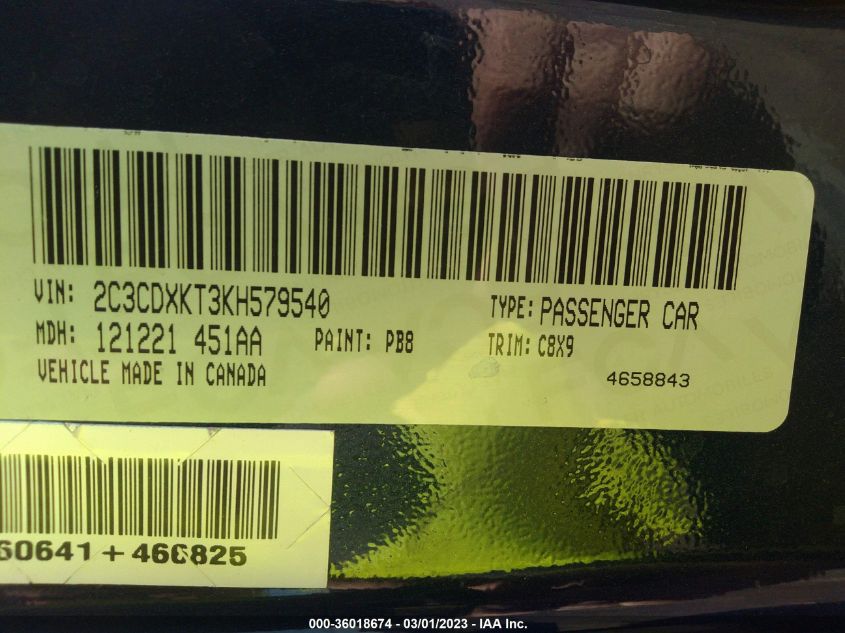 VIN: 2C3CDXKT3KH579540 TYPE: PASSENGER CAR
MDH: 121221 451AA PAINT: PB8 TRIM: C8X9
VEHICLE MADE IN CANADA 4658843
60641 + 466825
000-36018674 - 03/01/2023 - IAA Inc.